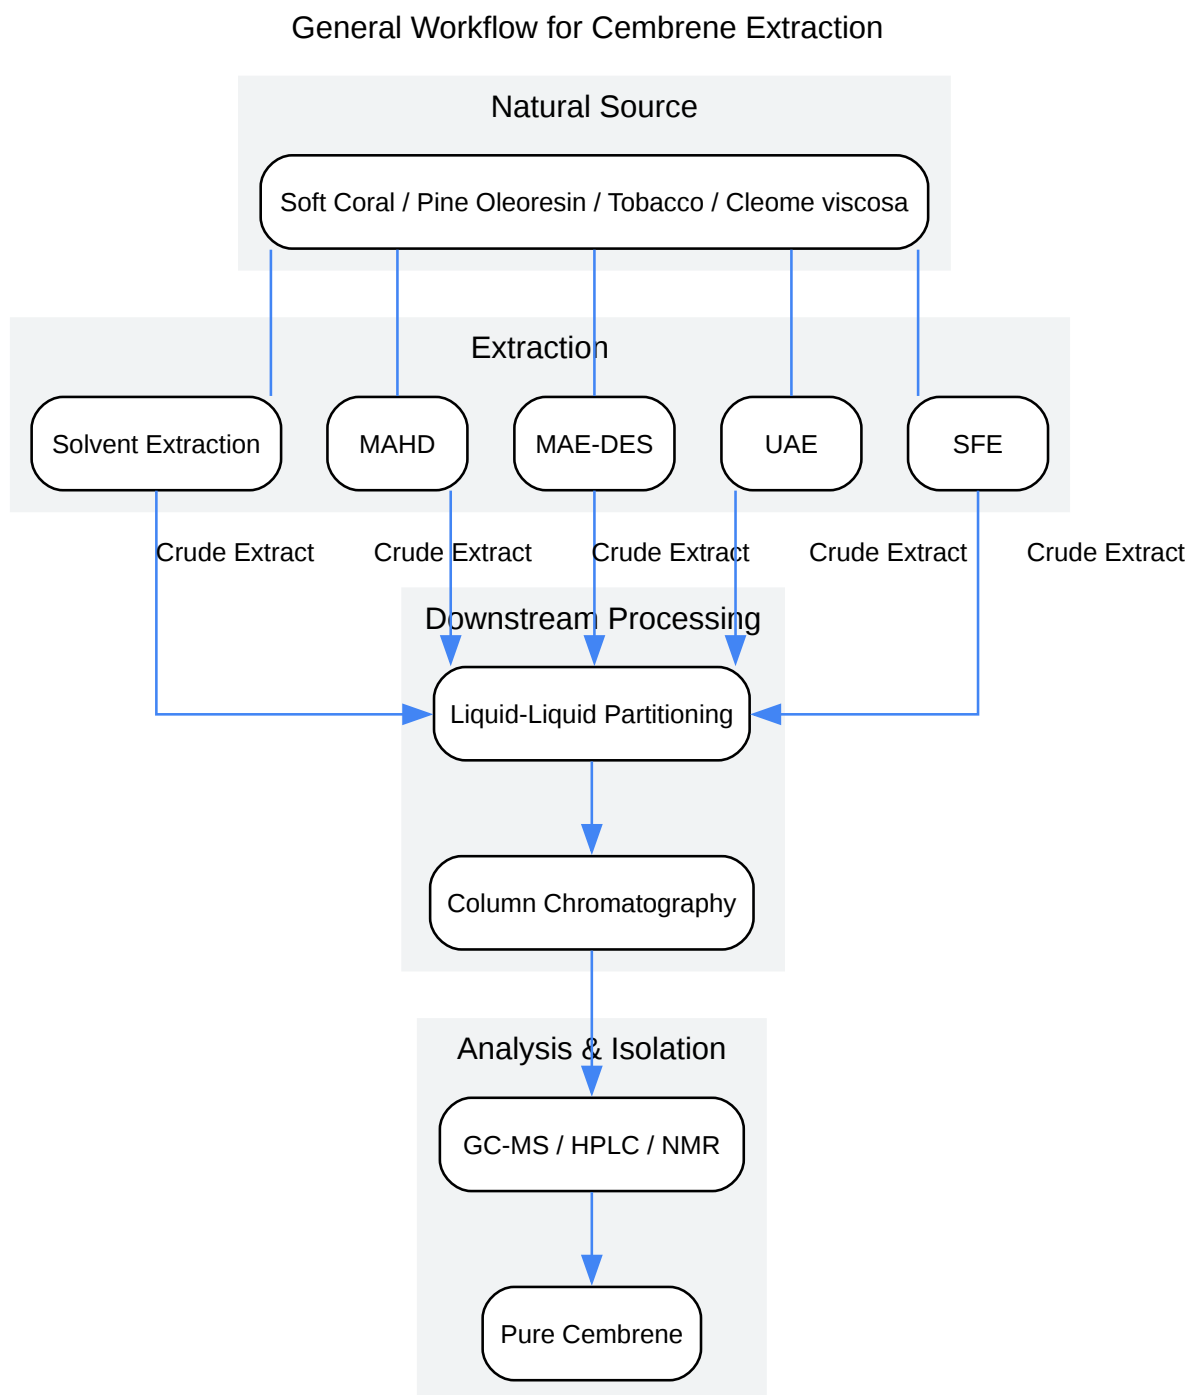 General Workflow for Cembrene Extraction
Natural Source
Soft Coral / Pine Oleoresin / Tobacco / Cleome viscosa
Extraction
Solvent Extraction
MAHD
MAE-DES
UAE
SFE
Crude Extract
Crude Extract
Crude Extract
Crude Extract
Crude Extract
Downstream Processing
Liquid-Liquid Partitioning
Column Chromatography
Analysis & Isolation
GC-MS / HPLC / NMR
Pure Cembrene